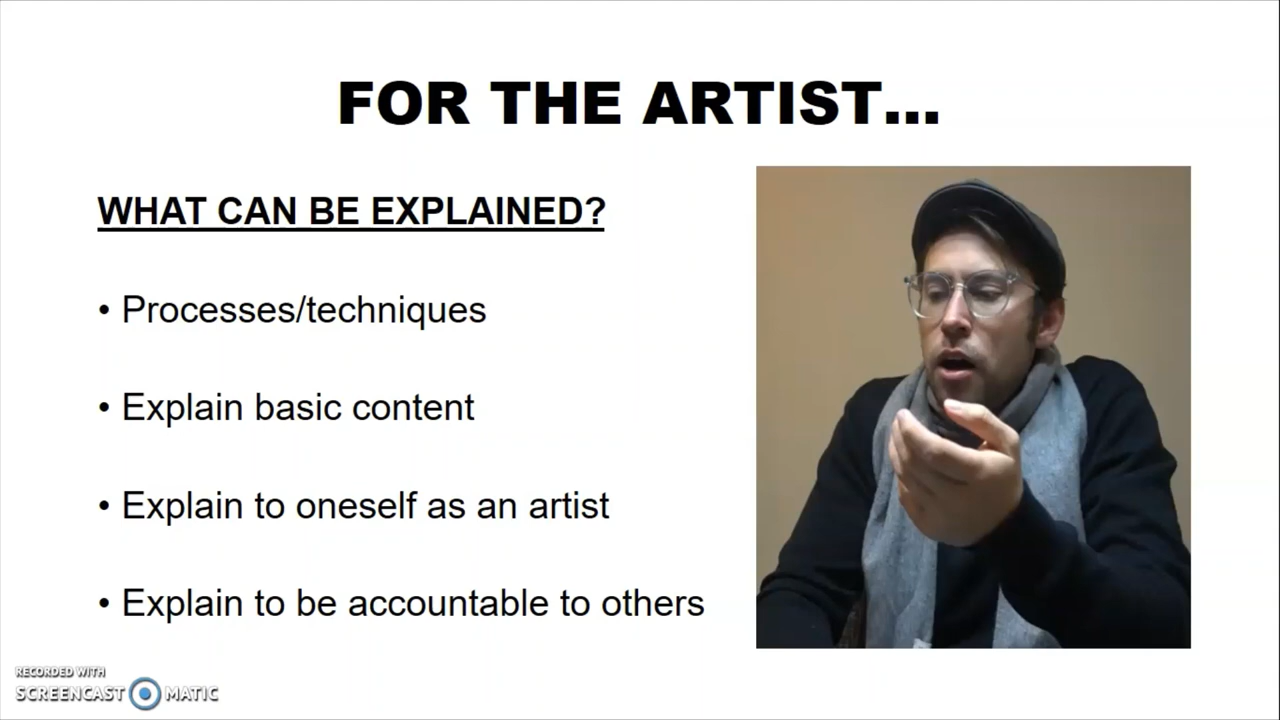 FOR THE ARTIST...
WHAT CAN BE EXPLAINED?
• Processes/techniques
• Explain basic content
• Explain to oneself as an artist
• Explain to be accountable to others
RECORDED WITH
SCREENCAST MATIC